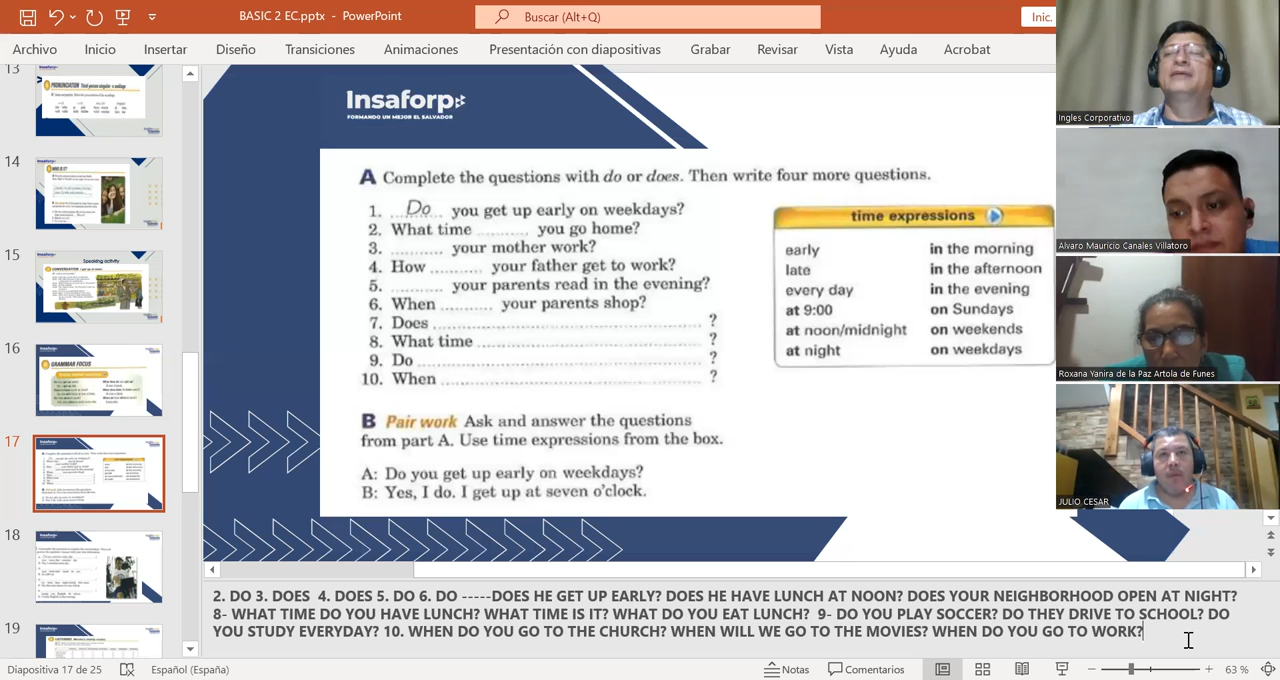 BASIC 2 EC.pptx - PowerPoint
Buscar (Alt+Q)
Inic.
Archivo Inicio Insertar Diseño Transiciones Animaciones Presentación con diapositivas Grabar Revisar Vista Ayuda Acrobat
13
14
15
16
17
18
19
Insaforp
FORMANDO UN MEJOR EL SALVADOR
A Complete the questions with do or does. Then write four more questions.
1. Do you get up early on weekdays?
2. What time ........ you go home?
3. ........ your mother work?
4. How ........ your father get to work?
5. ........ your parents read in the evening?
6. When ........ your parents shop?
7. Does ........ ?
8. What time ........ ?
9. Do ........ ?
10. When ........ ?
time expressions
early in the morning
late in the afternoon
every day in the evening
at 9:00 on Sundays
at noon/midnight on weekends
at night on weekdays
B Pair work Ask and answer the questions
from part A. Use time expressions from the box.
A: Do you get up early on weekdays?
B: Yes, I do. I get up at seven o'clock.
Ingles Corporativo
Alvaro Mauricio Canales Villatoro
Roxana Yanira de la Paz Artola de Funes
JULIO CESAR
2. DO 3. DOES 4. DOES 5. DO 6. DO -----DOES HE GET UP EARLY? DOES HE HAVE LUNCH AT NOON? DOES YOUR NEIGHBORHOOD OPEN AT NIGHT?
8- WHAT TIME DO YOU HAVE LUNCH? WHAT TIME IS IT? WHAT DO YOU EAT LUNCH? 9- DO YOU PLAY SOCCER? DO THEY DRIVE TO SCHOOL? DO
YOU STUDY EVERYDAY? 10. WHEN DO YOU GO TO THE CHURCH? WHEN WILL WE GO TO THE MOVIES? WHEN DO YOU GO TO WORK?
Diapositiva 17 de 25 Español (España) Notas Comentarios 63 %